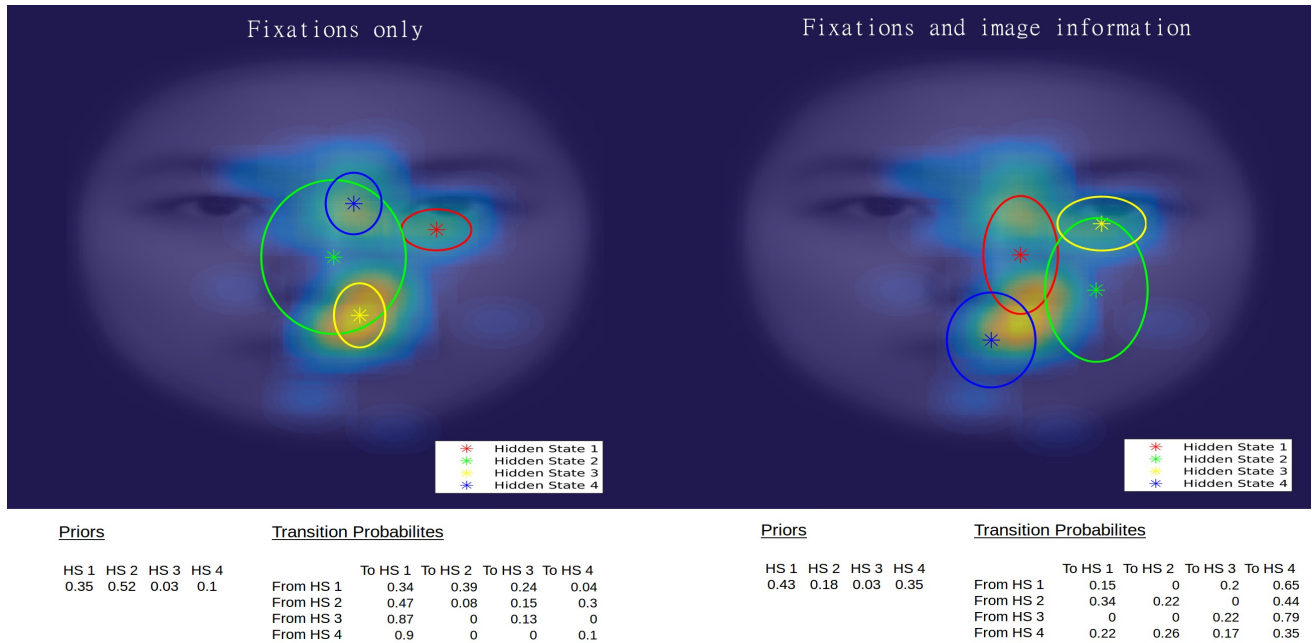 Fixations only
Hidden State 1
Hidden State 2
Hidden State 3
Hidden State 4
Priors
HS 1 HS 2 HS 3 HS 4
0.35 0.52 0.03 0.1
Transition Probabilites
To HS 1 To HS 2 To HS 3 To HS 4
From HS 1 0.34 0.39 0.24 0.04
From HS 2 0.47 0.08 0.15 0.3
From HS 3 0.87 0 0.13 0
From HS 4 0.9 0 0 0.1
Fixations and image information
Hidden State 1
Hidden State 2
Hidden State 3
Hidden State 4
Priors
HS 1 HS 2 HS 3 HS 4
0.43 0.18 0.03 0.35
Transition Probabilites
To HS 1 To HS 2 To HS 3 To HS 4
From HS 1 0.15 0 0.2 0.65
From HS 2 0.34 0.22 0 0.44
From HS 3 0 0 0.22 0.79
From HS 4 0.22 0.26 0.17 0.35